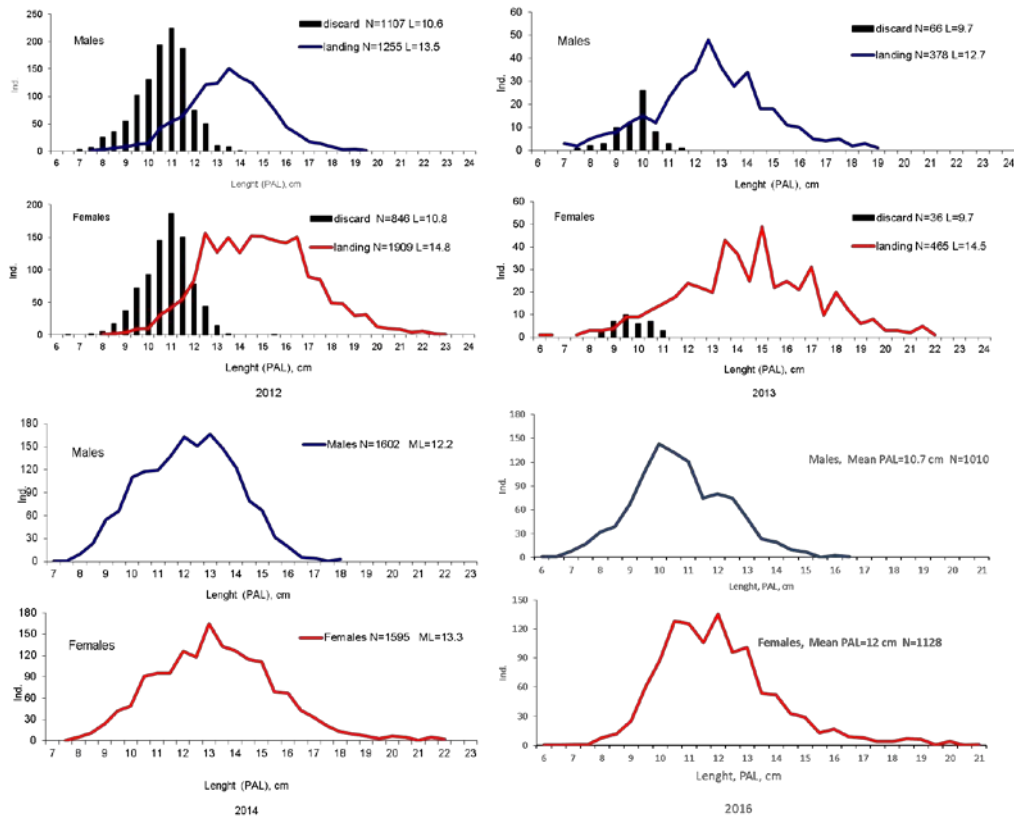 Males
discard N=1107 L=10.6
landing N=1255 L=13.5
Ind.
250
200
150
100
50
0
6 7 8 9 10 11 12 13 14 15 16 17 18 19 20 21 22 23 24
Lenght (PAL), cm
Females
discard N=846 L=10.8
landing N=1909 L=14.8
Ind.
200
150
100
50
0
6 7 8 9 10 11 12 13 14 15 16 17 18 19 20 21 22 23 24
Lenght (PAL), cm
2012
Males
discard N=66 L=9.7
landing N=378 L=12.7
Ind.
60
50
40
30
20
10
0
6 7 8 9 10 11 12 13 14 15 16 17 18 19 20 21 22 23 24
Lenght (PAL), cm
Females
discard N=36 L=9.7
landing N=465 L=14.5
Ind.
60
50
40
30
20
10
0
6 7 8 9 10 11 12 13 14 15 16 17 18 19 20 21 22 23 24
Lenght (PAL), cm
2013
Males
Males N=1602 ML=12.2
Ind.
180
150
120
90
60
30
0
7 8 9 10 11 12 13 14 15 16 17 18 19 20 21 22 23
Lenght (PAL), cm
Females
Females N=1595 ML=13.3
Ind.
180
150
120
90
60
30
0
7 8 9 10 11 12 13 14 15 16 17 18 19 20 21 22 23
Lenght (PAL), cm
2014
Males, Mean PAL=10.7 cm N=1010
Ind.
180
150
120
90
60
30
0
6 7 8 9 10 11 12 13 14 15 16 17 18 19 20 21
Lenght, PAL, cm
Females, Mean PAL=12 cm N=1128
Ind.
150
120
90
60
30
0
6 7 8 9 10 11 12 13 14 15 16 17 18 19 20 21
Lenght, PAL, cm
2016